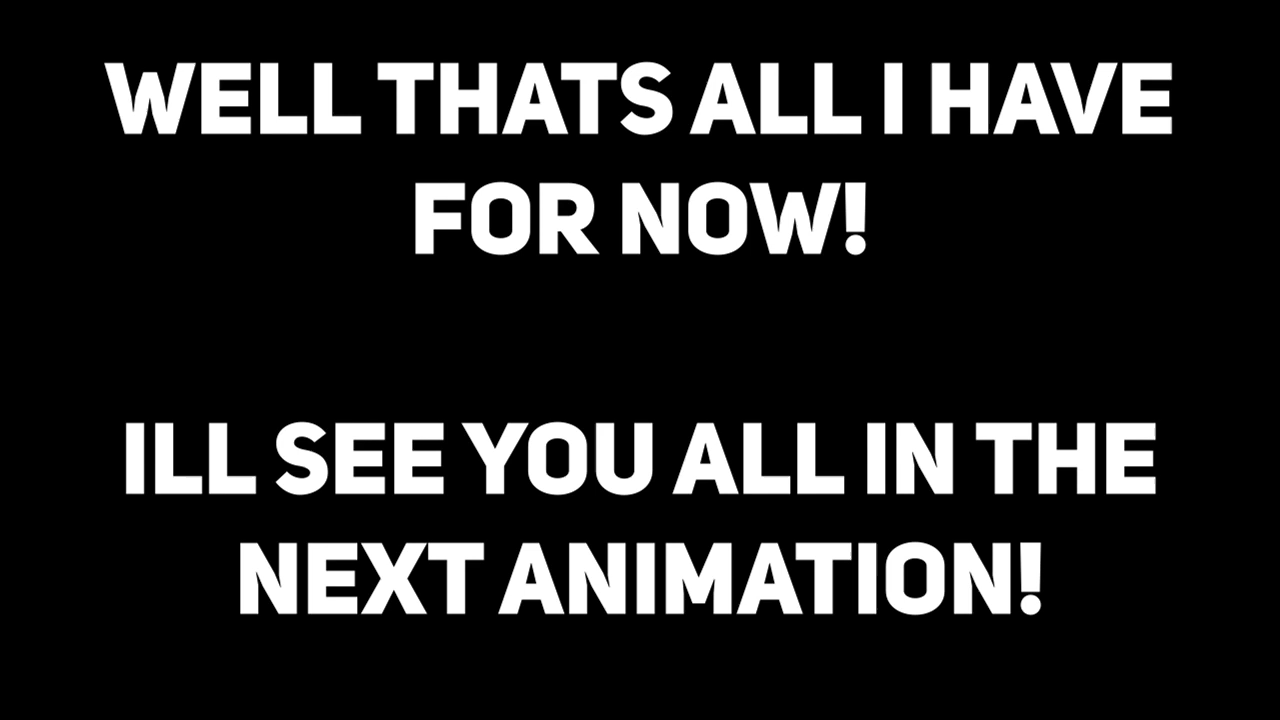 WELL THATS ALL I HAVE
FOR NOW!
ILL SEE YOU ALL IN THE
NEXT ANIMATION!